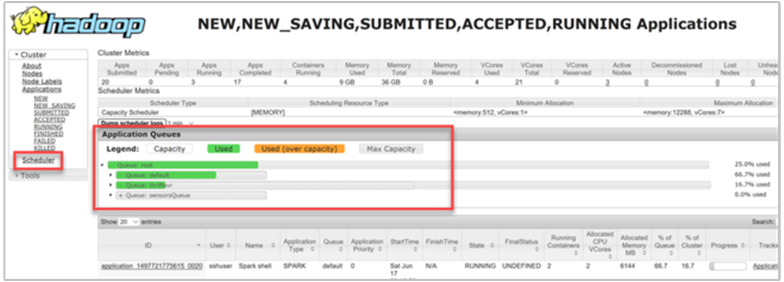 hadoop
NEW,NEW_SAVING,SUBMITTED,ACCEPTED,RUNNING Applications
Cluster
About
Nodes
Node Labels
Applications
NEW
NEW_SAVING
SUBMITTED
ACCEPTED
RUNNING
FINISHED
FAILED
KILLED
Scheduler
Tools
Cluster Metrics
Apps Submitted Apps Pending Apps Running Apps Completed Containers Running Memory Used Memory Total Memory Reserved VCores Used VCores Total VCores Reserved Active Nodes Decommissioned Nodes Lost Nodes Unhea Node
20 0 3 17 4 9 GB 36 GB 0 B 4 21 0 3 0 0 0
Scheduler Metrics
Scheduler Type Scheduling Resource Type Minimum Allocation Maximum Allocation
Capacity Scheduler [MEMORY] <memory:512, vCores:1> <memory:12288, vCores:7>
Dump scheduler logs 1 min
Application Queues
Legend: Capacity Used Used (over capacity) Max Capacity
Queue: root 25.0% used
Queue: default 66.7% used
Queue: thriftsvr 16.7% used
+ Queue: sensorsQueue 0.0% used
Show 20 entries Search:
ID User Name Application Type Queue Application Priority StartTime FinishTime State FinalStatus Running Containers Allocated CPU VCores Allocated Memory MB % of Queue % of Cluster Progress Tracki
application_1497721775615_0020 sshuser Spark shell SPARK default 0 Sat Jun 17 N/A RUNNING UNDEFINED 2 2 6144 66.7 16.7 Applicati